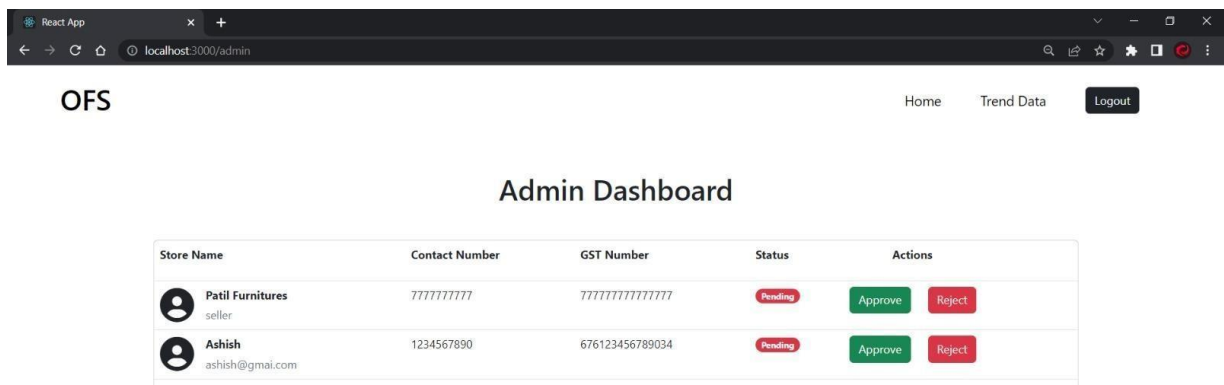 React App
localhost:3000/admin
OFS Home Trend Data Logout
Admin Dashboard
Store Name Contact Number GST Number Status Actions
Patil Furnitures 7777777777 777777777777777 Pending Approve Reject
seller
Ashish 1234567890 676123456789034 Pending Approve Reject
ashish@gmai.com